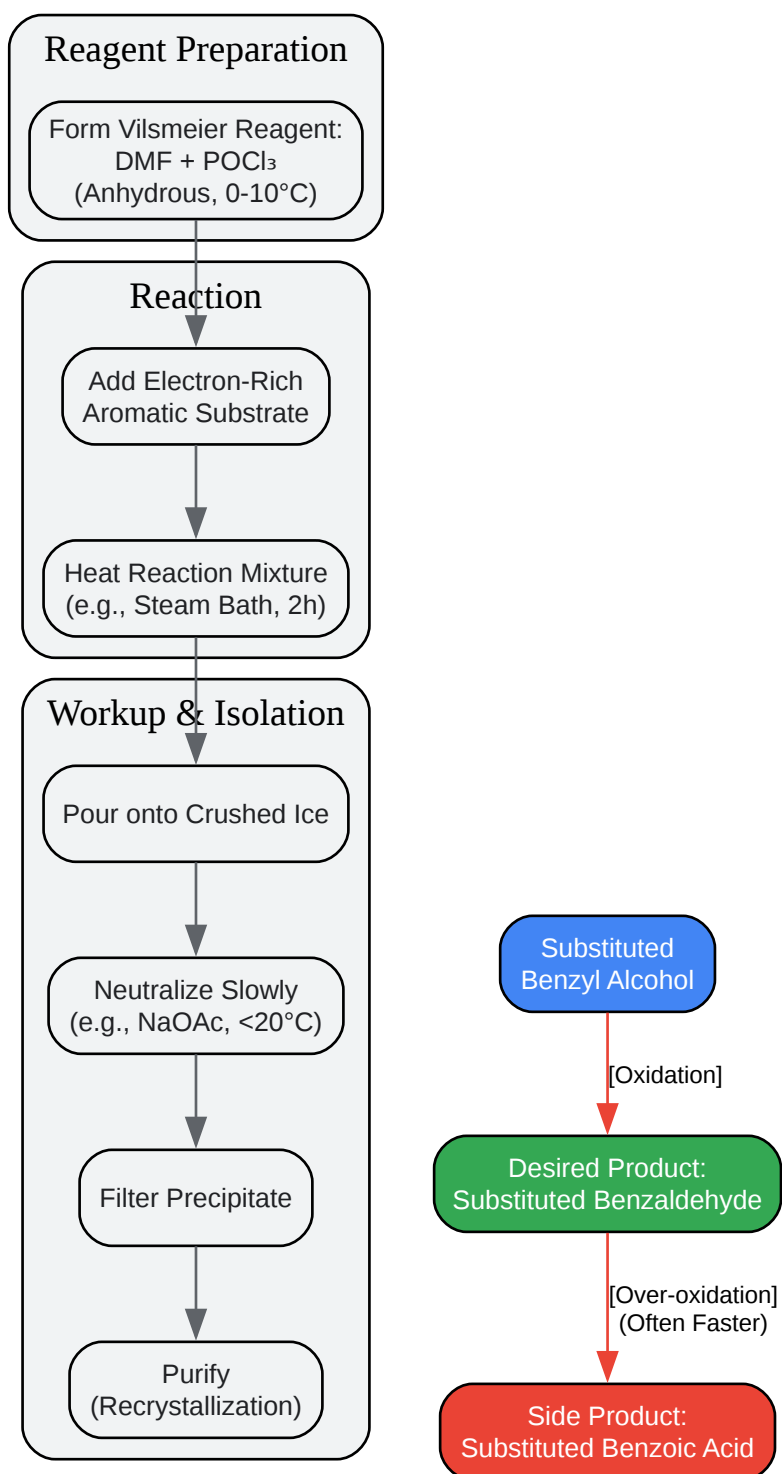 Reagent Preparation
Form Vilsmeier Reagent:
DMF + POCl₃
(Anhydrous, 0-10°C)
Reaction
Add Electron-Rich
Aromatic Substrate
Heat Reaction Mixture
(e.g., Steam Bath, 2h)
Workup & Isolation
Pour onto Crushed Ice
Neutralize Slowly
(e.g., NaOAc, <20°C)
Filter Precipitate
Purify
(Recrystallization)
Substituted
Benzyl Alcohol
[Oxidation]
Desired Product:
Substituted Benzaldehyde
[Over-oxidation]
(Often Faster)
Side Product:
Substituted Benzoic Acid